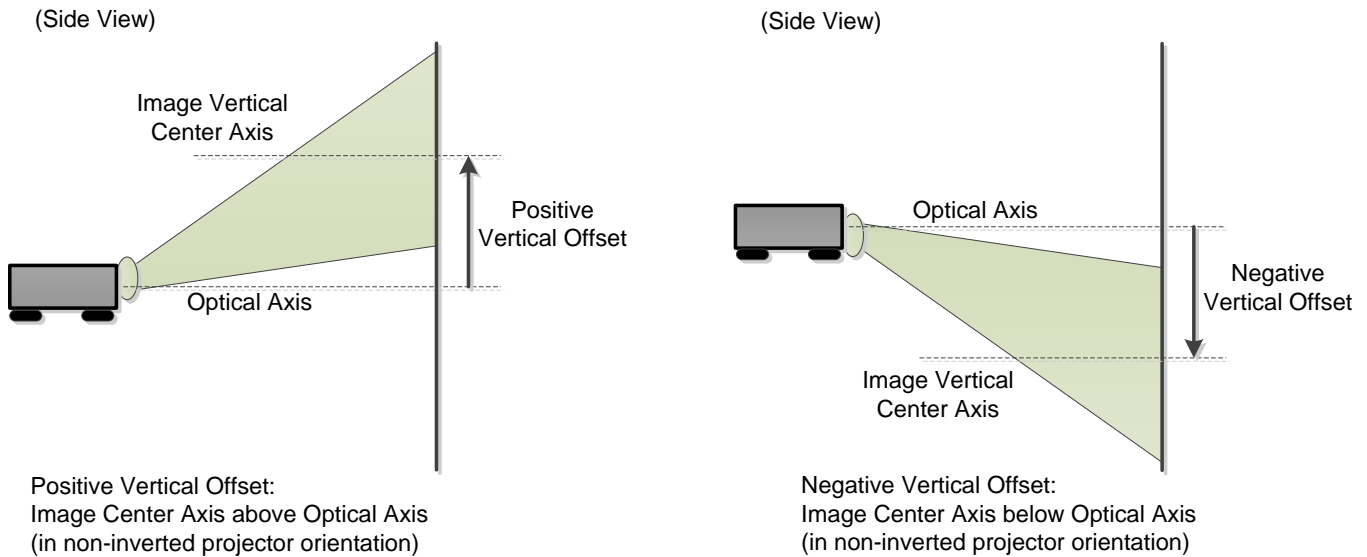 (Side View)
Image Vertical
Center Axis
Positive
Vertical Offset
Optical Axis
Positive Vertical Offset:
Image Center Axis above Optical Axis
(in non-inverted projector orientation)
(Side View)
Optical Axis
Negative
Vertical Offset
Image Vertical
Center Axis
Negative Vertical Offset:
Image Center Axis below Optical Axis
(in non-inverted projector orientation)